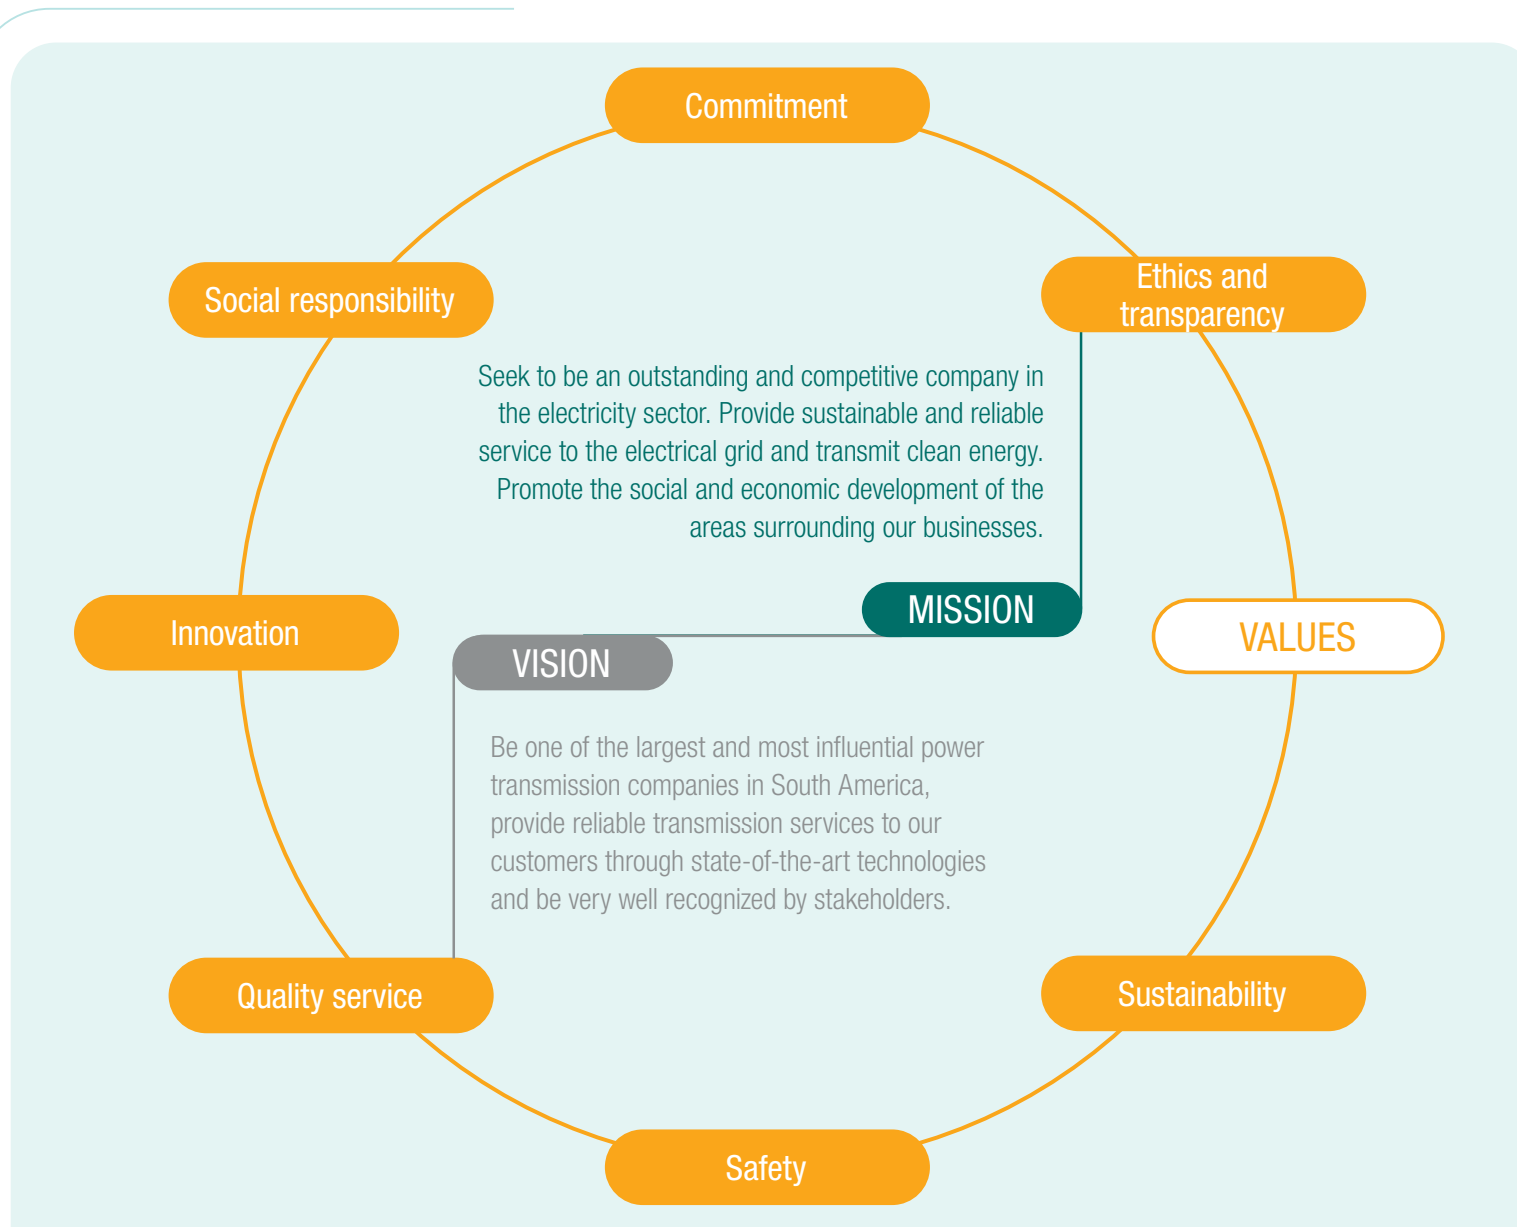 Commitment
Social responsibility
Ethics and
transparency
Seek to be an outstanding and competitive company in
the electricity sector. Provide sustainable and reliable
service to the electrical grid and transmit clean energy.
Promote the social and economic development of the
areas surrounding our businesses.
MISSION
Innovation
VALUES
VISION
Be one of the largest and most influential power
transmission companies in South America,
provide reliable transmission services to our
customers through state-of-the-art technologies
and be very well recognized by stakeholders.
Quality service
Sustainability
Safety